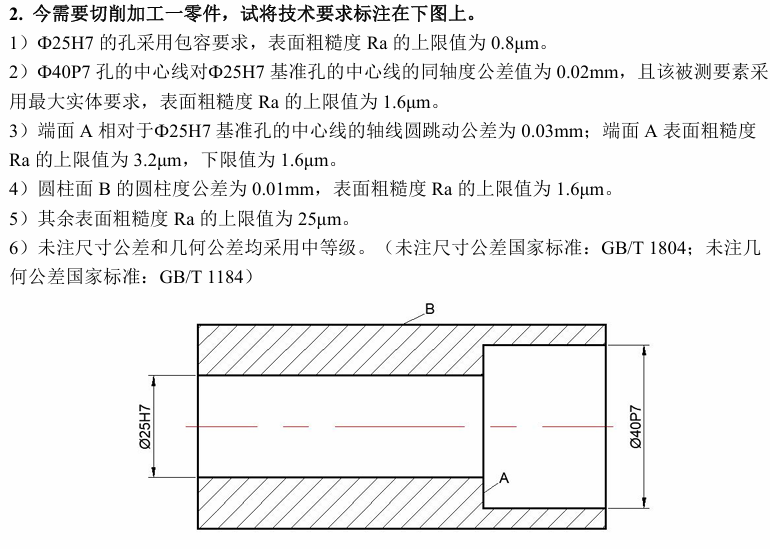 2. 今需要切削加工一零件，试将技术要求标注在下图上。
1）Φ25H7 的孔采用包容要求，表面粗糙度 Ra 的上限值为 0.8μm。
2）Φ40P7 孔的中心线对Φ25H7 基准孔的中心线的同轴度公差值为 0.02mm，且该被测要素采
用最大实体要求，表面粗糙度 Ra 的上限值为 1.6μm。
3）端面 A 相对于Φ25H7 基准孔的中心线的轴线圆跳动公差为 0.03mm；端面 A 表面粗糙度
Ra 的上限值为 3.2μm，下限值为 1.6μm。
4）圆柱面 B 的圆柱度公差为 0.01mm，表面粗糙度 Ra 的上限值为 1.6μm。
5）其余表面粗糙度 Ra 的上限值为 25μm。
6）未注尺寸公差和几何公差均采用中等级。（未注尺寸公差国家标准：GB/T 1804；未注几
何公差国家标准：GB/T 1184）
B
Ø25H7
Ø40P7
A